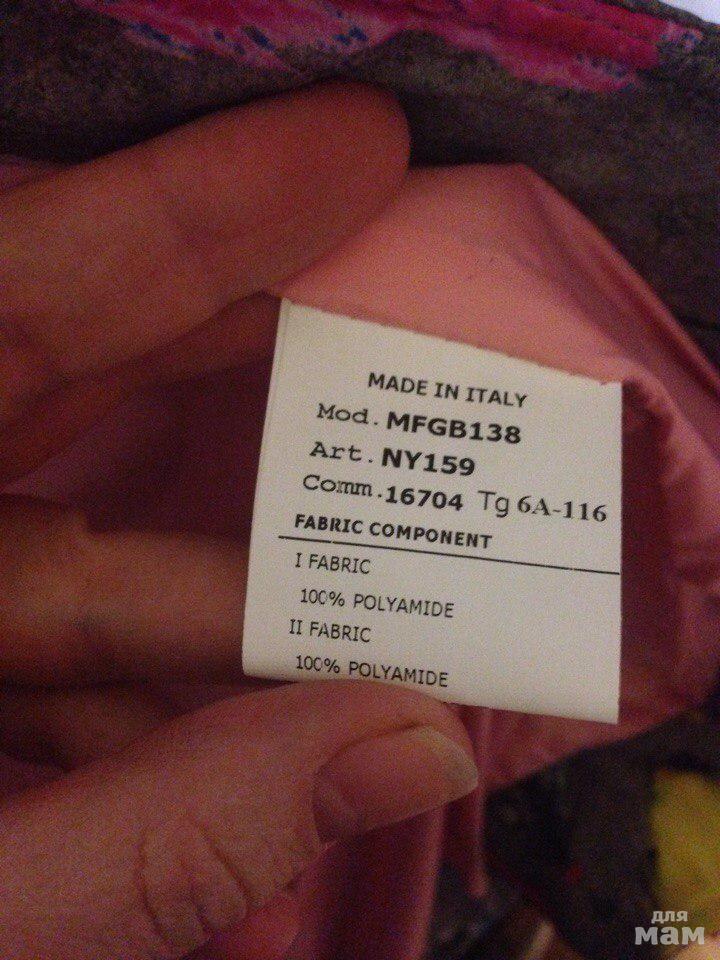 MADE IN ITALY
Mod. MFGB138
Art. NY159
Comm. 16704 Tg 6A-116
FABRIC COMPONENT
I FABRIC
100% POLYAMIDE
II FABRIC
100% POLYAMIDE
для
мам